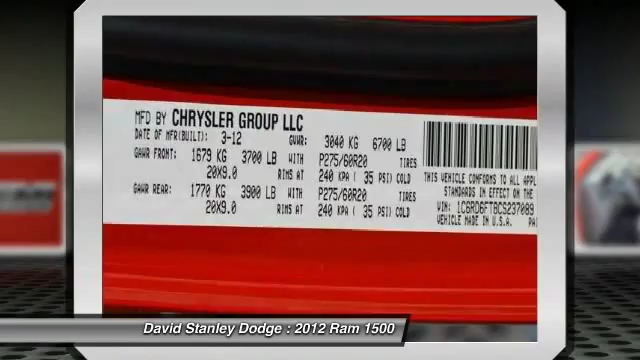 MFD BY CHRYSLER GROUP LLC
DATE OF MFR(BUILT): 3-12 GVWR: 3040 KG 6700 LB
GAWR FRONT: 1679 KG 3700 LB WITH P275/60R20 TIRES
20X9.0 RIMS AT 240 KPA ( 35 PSI) COLD
GAWR REAR: 1770 KG 3900 LB WITH P275/60R20 TIRES
20X9.0 RIMS AT 240 KPA ( 35 PSI) COLD
THIS VEHICLE CONFORMS TO ALL APPL
STANDARDS IN EFFECT ON
VIN: 1C6RD6FT8CS237089
VEHICLE MADE IN U.S.A. PAI
David Stanley Dodge : 2012 Ram 1500